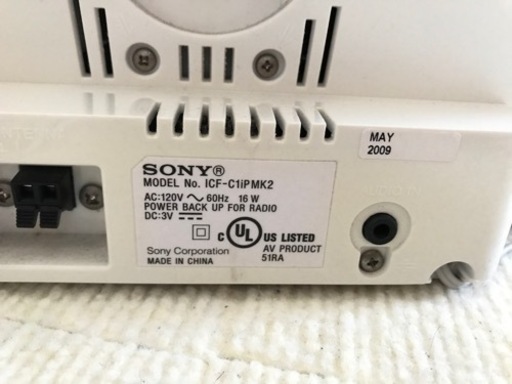 MAY
2009
SONY®
MODEL No. ICF-C1iPMK2
AC:120V ～ 60Hz 16 W
POWER BACK UP FOR RADIO
DC:3V ⎓
C UL US LISTED
AV PRODUCT
51RA
Sony Corporation
MADE IN CHINA